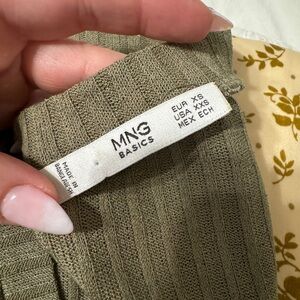 MNG
BASICS
EUR XS
USA XXS
MEX ECH
MADE IN
BANGLADESH